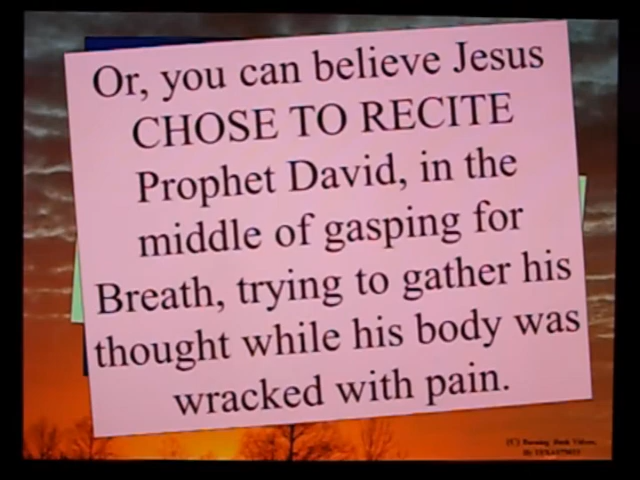 Or, you can believe Jesus
CHOSE TO RECITE
Prophet David, in the
middle of gasping for
Breath, trying to gather his
thought while his body was
wracked with pain.
(C)